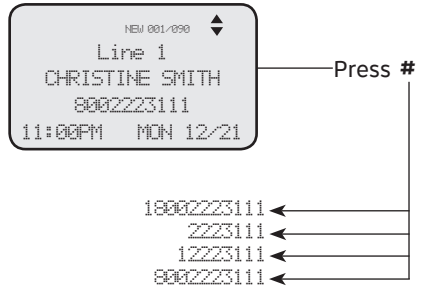 NEW 001/090
Line 1
CHRISTINE SMITH
8002223111
11:00PM MON 12/21
Press #
18002223111
2223111
12223111
8002223111